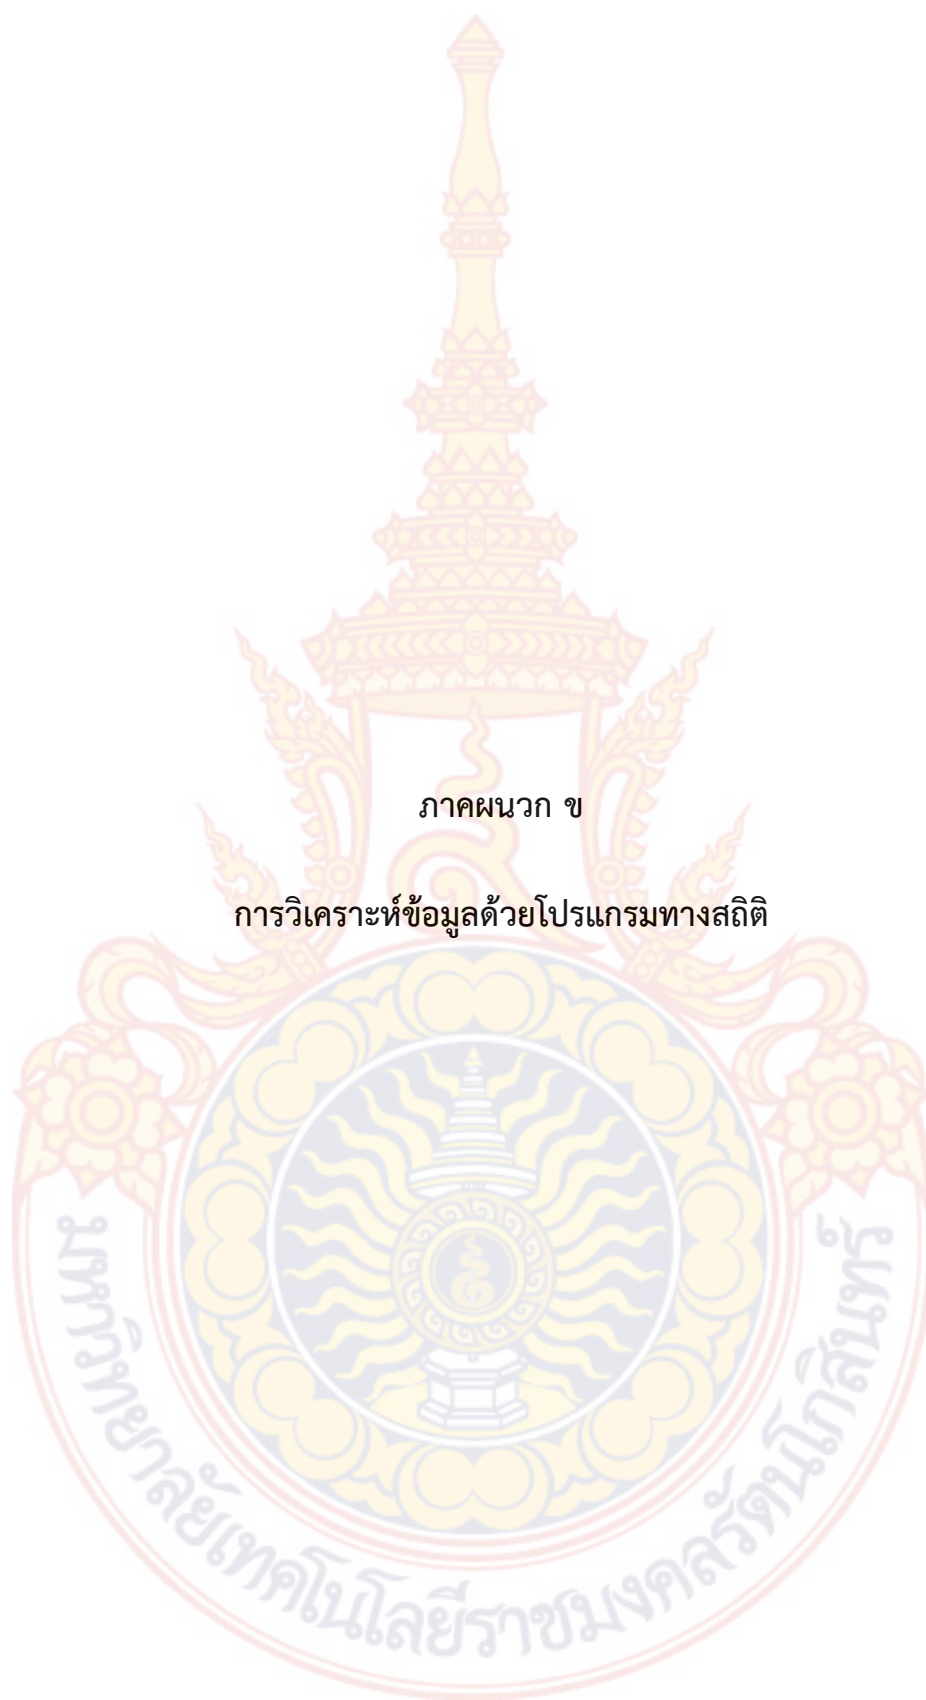 ภาคผนวก ข
การวิเคราะห์ข้อมูลด้วยโปรแกรมทางสถิติ
มหาวิทยาลัยเทคโนโลยีราชมงคลรัตนโกสินทร์